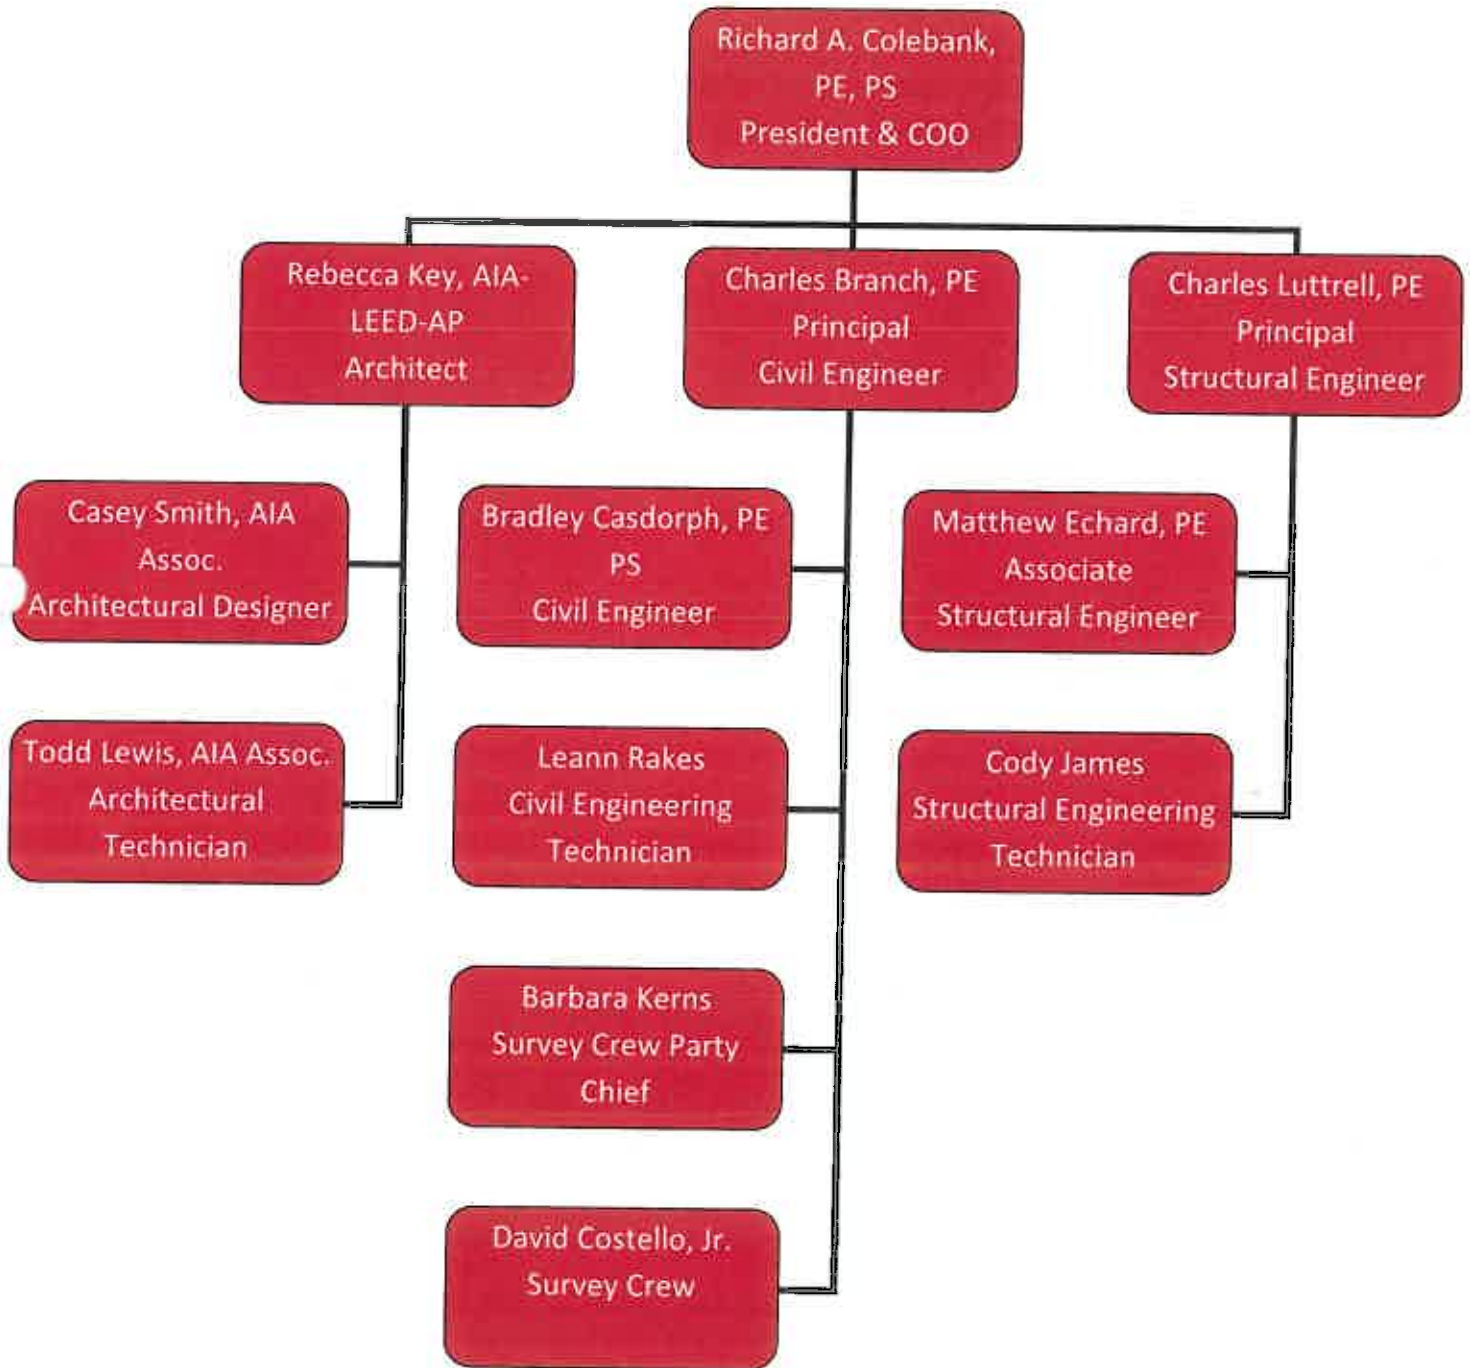 Richard A. Colebank,
PE, PS
President & COO
Rebecca Key, AIA-
LEED-AP
Architect
Charles Branch, PE
Principal
Civil Engineer
Charles Luttrell, PE
Principal
Structural Engineer
Casey Smith, AIA
Assoc.
Architectural Designer
Bradley Casdorph, PE
PS
Civil Engineer
Matthew Echard, PE
Associate
Structural Engineer
Todd Lewis, AIA Assoc.
Architectural
Technician
Leann Rakes
Civil Engineering
Technician
Cody James
Structural Engineering
Technician
Barbara Kerns
Survey Crew Party
Chief
David Costello, Jr.
Survey Crew